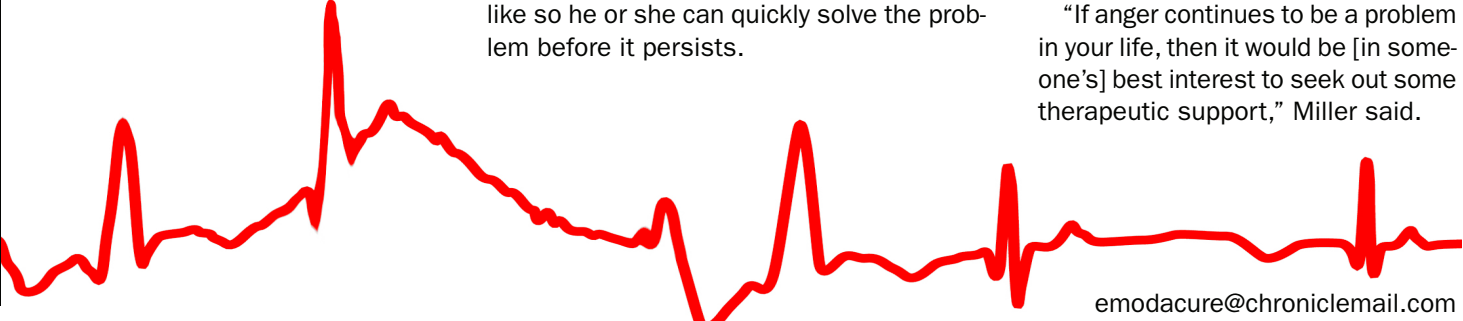 like so he or she can quickly solve the prob-
lem before it persists.
“If anger continues to be a problem
in your life, then it would be [in some-
one’s] best interest to seek out some
therapeutic support,” Miller said.
emodacure@chroniclemail.com